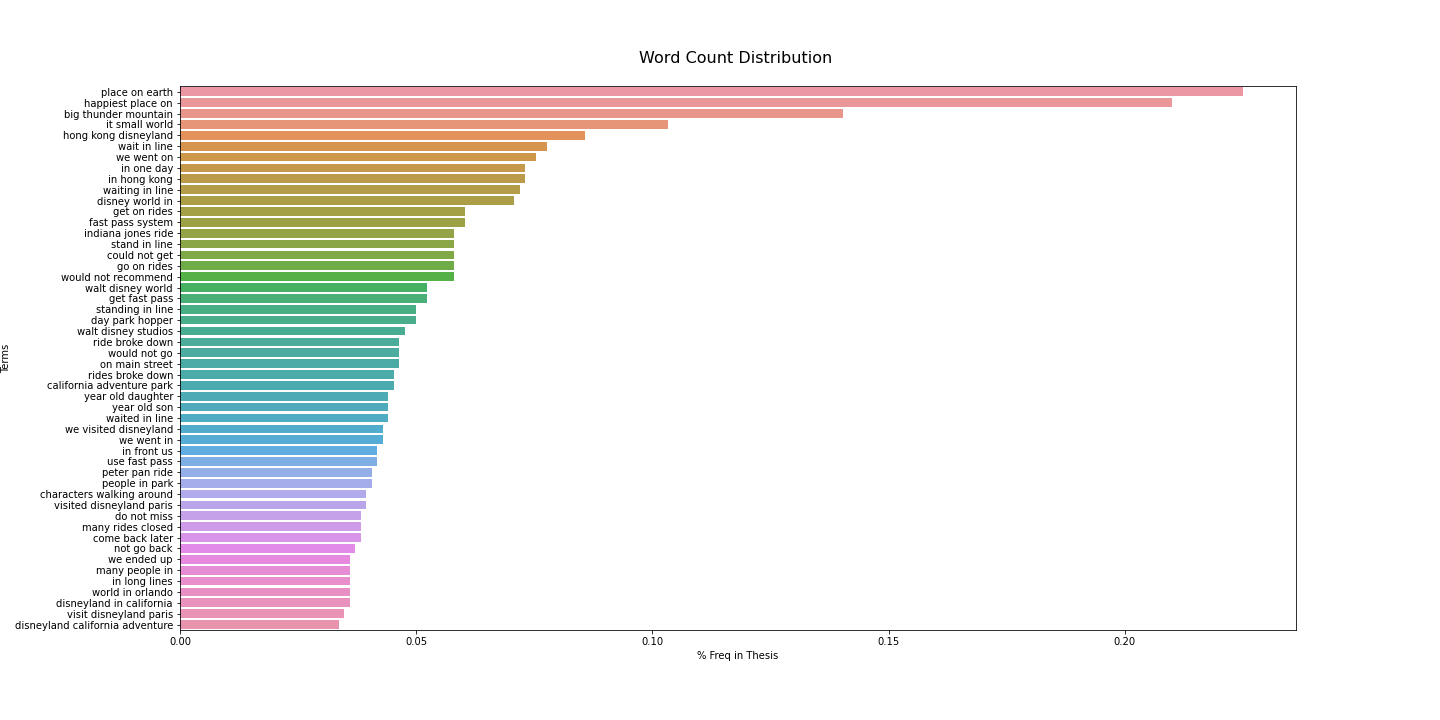 Word Count Distribution
place on earth
happiest place on
big thunder mountain
it small world
hong kong disneyland
wait in line
we went on
in one day
in hong kong
waiting in line
disney world in
get on rides
fast pass system
indiana jones ride
stand in line
could not get
go on rides
would not recommend
walt disney world
get fast pass
standing in line
day park hopper
walt disney studios
ride broke down
would not go
on main street
rides broke down
california adventure park
year old daughter
year old son
waited in line
we visited disneyland
we went in
in front us
use fast pass
peter pan ride
people in park
characters walking around
visited disneyland paris
do not miss
many rides closed
come back later
not go back
we ended up
many people in
in long lines
world in orlando
disneyland in california
visit disneyland paris
disneyland california adventure
Terms
0.00 0.05 0.10 0.15 0.20
% Freq in Thesis